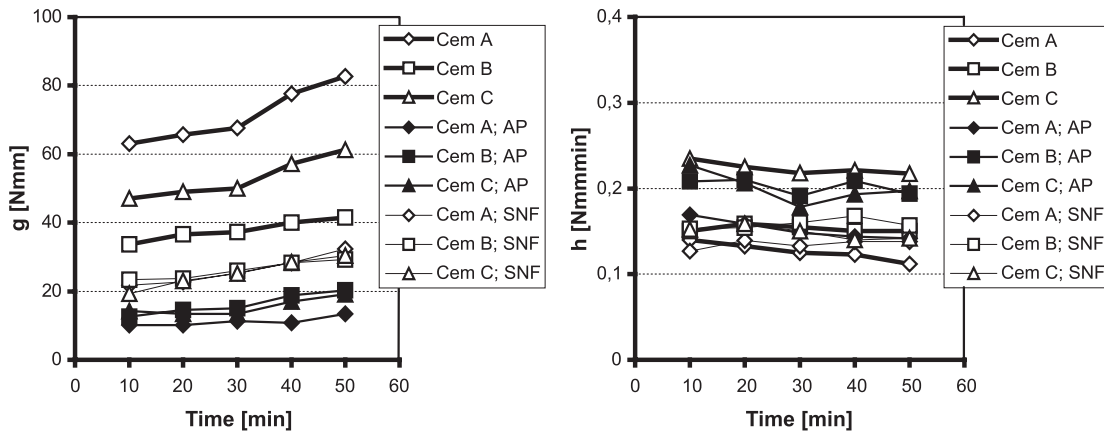 100
80
60
40
20
0
g [Nmm]
0 10 20 30 40 50 60
Time [min]
Cem A
Cem B
Cem C
Cem A; AP
Cem B; AP
Cem C; AP
Cem A; SNF
Cem B; SNF
Cem C; SNF
0,4
0,3
0,2
0,1
0
h [Nmmmin]
0 10 20 30 40 50 60
Time [min]
Cem A
Cem B
Cem C
Cem A; AP
Cem B; AP
Cem C; AP
Cem A; SNF
Cem B; SNF
Cem C; SNF